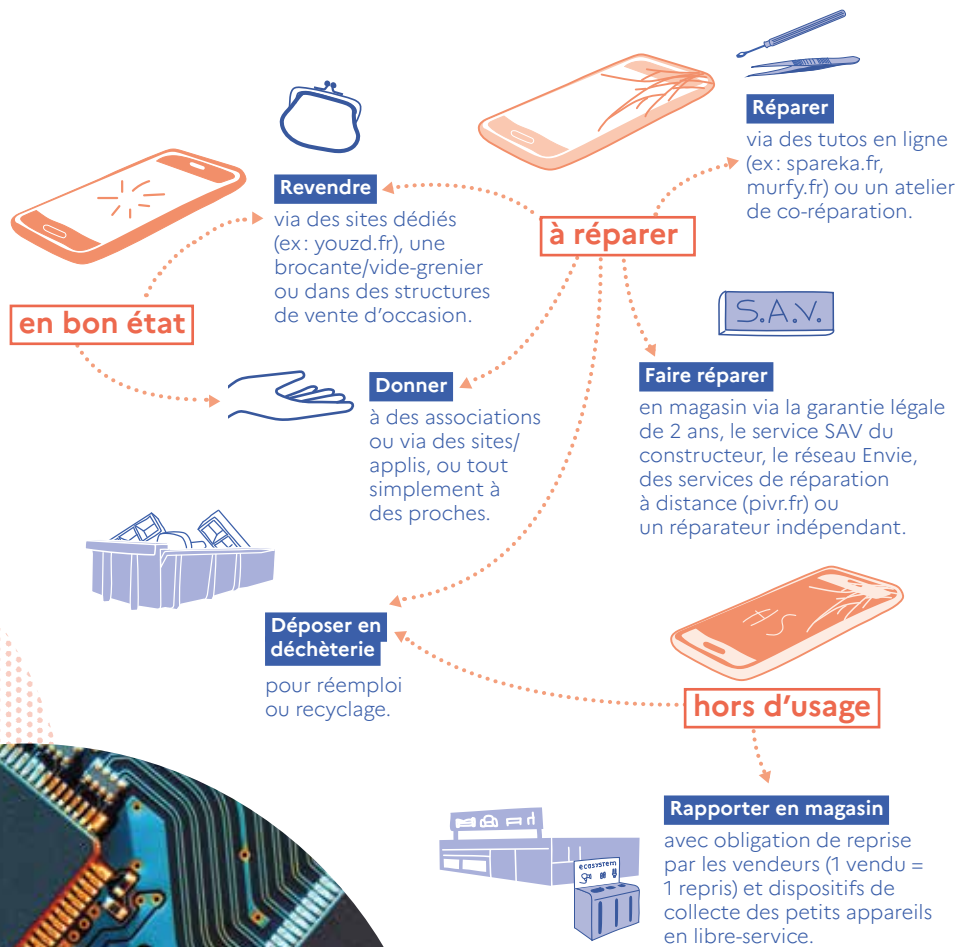 Réparer
via des tutos en ligne
(ex : spareka.fr,
murfy.fr) ou un atelier
de co-réparation.
Revendre
via des sites dédiés
(ex : youzd.fr), une
brocante/vide-grenier
ou dans des structures
de vente d'occasion.
à réparer
en bon état
S.A.V.
Donner
à des associations
ou via des sites/
applis, ou tout
simplement à
des proches.
Faire réparer
en magasin via la garantie légale
de 2 ans, le service SAV du
constructeur, le réseau Envie,
des services de réparation
à distance (pivr.fr) ou
un réparateur indépendant.
HS
Déposer en
déchèterie
pour réemploi
ou recyclage.
hors d'usage
Rapporter en magasin
avec obligation de reprise
par les vendeurs (1 vendu =
1 repris) et dispositifs de
collecte des petits appareils
en libre-service.
ecosystem